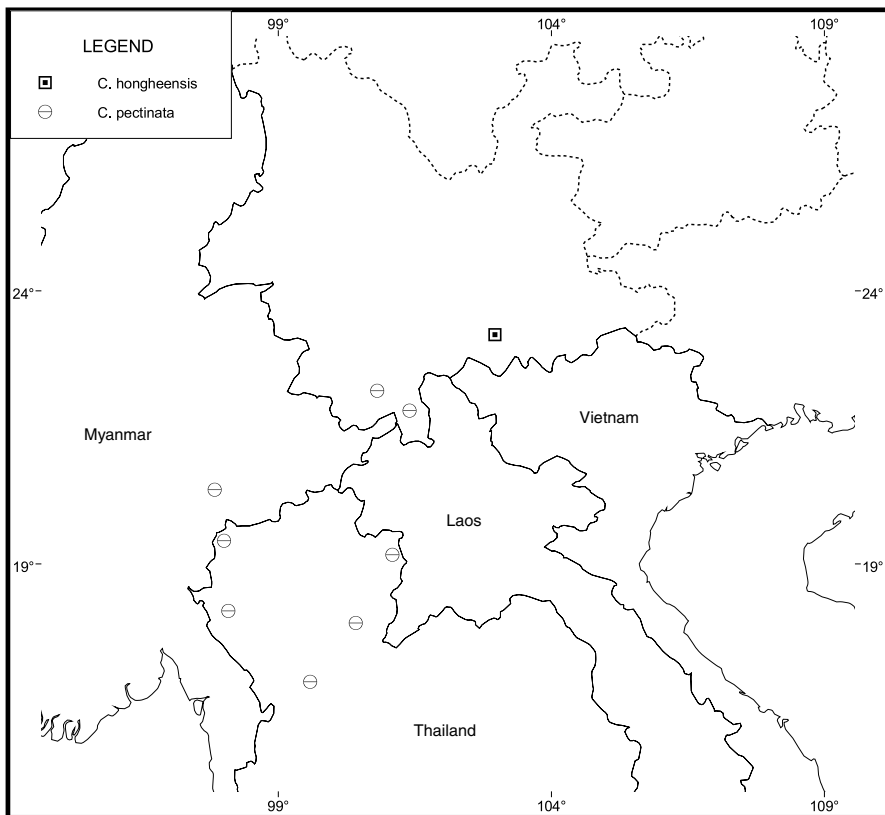 99° 104° 109°
LEGEND
C. hongheensis
C. pectinata
24° 24°
Vietnam
Myanmar
Laos
19° 19°
Thailand
99° 104° 109°